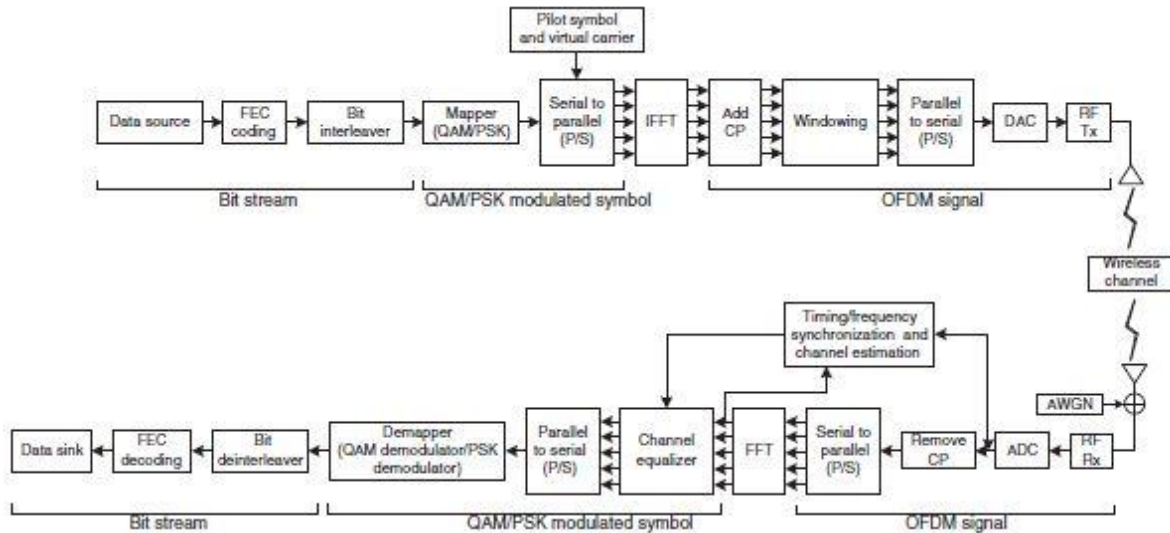 Pilot symbol
and virtual carrier
Data source
FEC
coding
Bit
interleaver
Mapper
(QAM/PSK)
Serial to
parallel
(P/S)
IFFT
Add
CP
Windowing
Parallel
to serial
(P/S)
DAC
RF
Tx
Bit stream
QAM/PSK modulated symbol
OFDM signal
Wireless
channel
Timing/frequency
synchronization and
channel estimation
AWGN
Data sink
FEC
decoding
Bit
deinterleaver
Demapper
(QAM demodulator/PSK
demodulator)
Parallel
to serial
(P/S)
Channel
equalizer
FFT
Serial to
parallel
(P/S)
Remove
CP
ADC
RF
Rx
Bit stream
QAM/PSK modulated symbol
OFDM signal